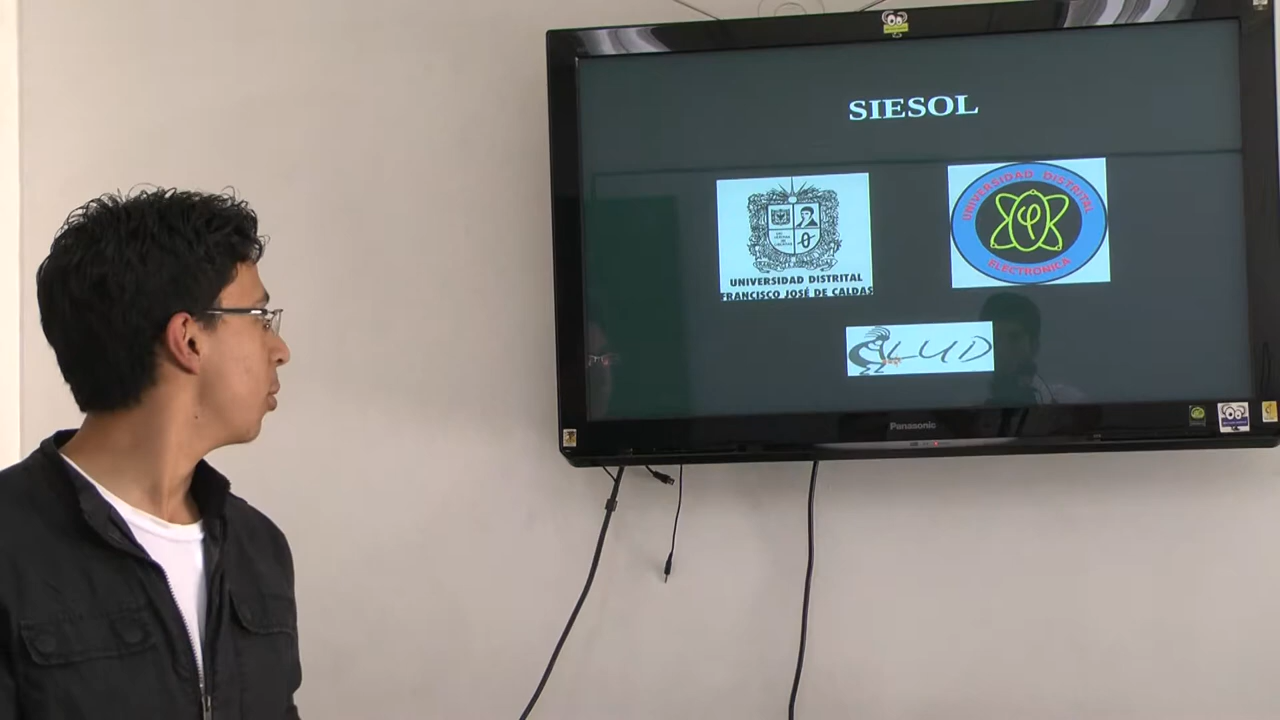 SIESOL
UNIVERSIDAD DISTRITAL
FRANCISCO JOSÉ DE CALDAS
UNIVERSIDAD DISTRITAL
ELECTRONICA
LUD
Panasonic